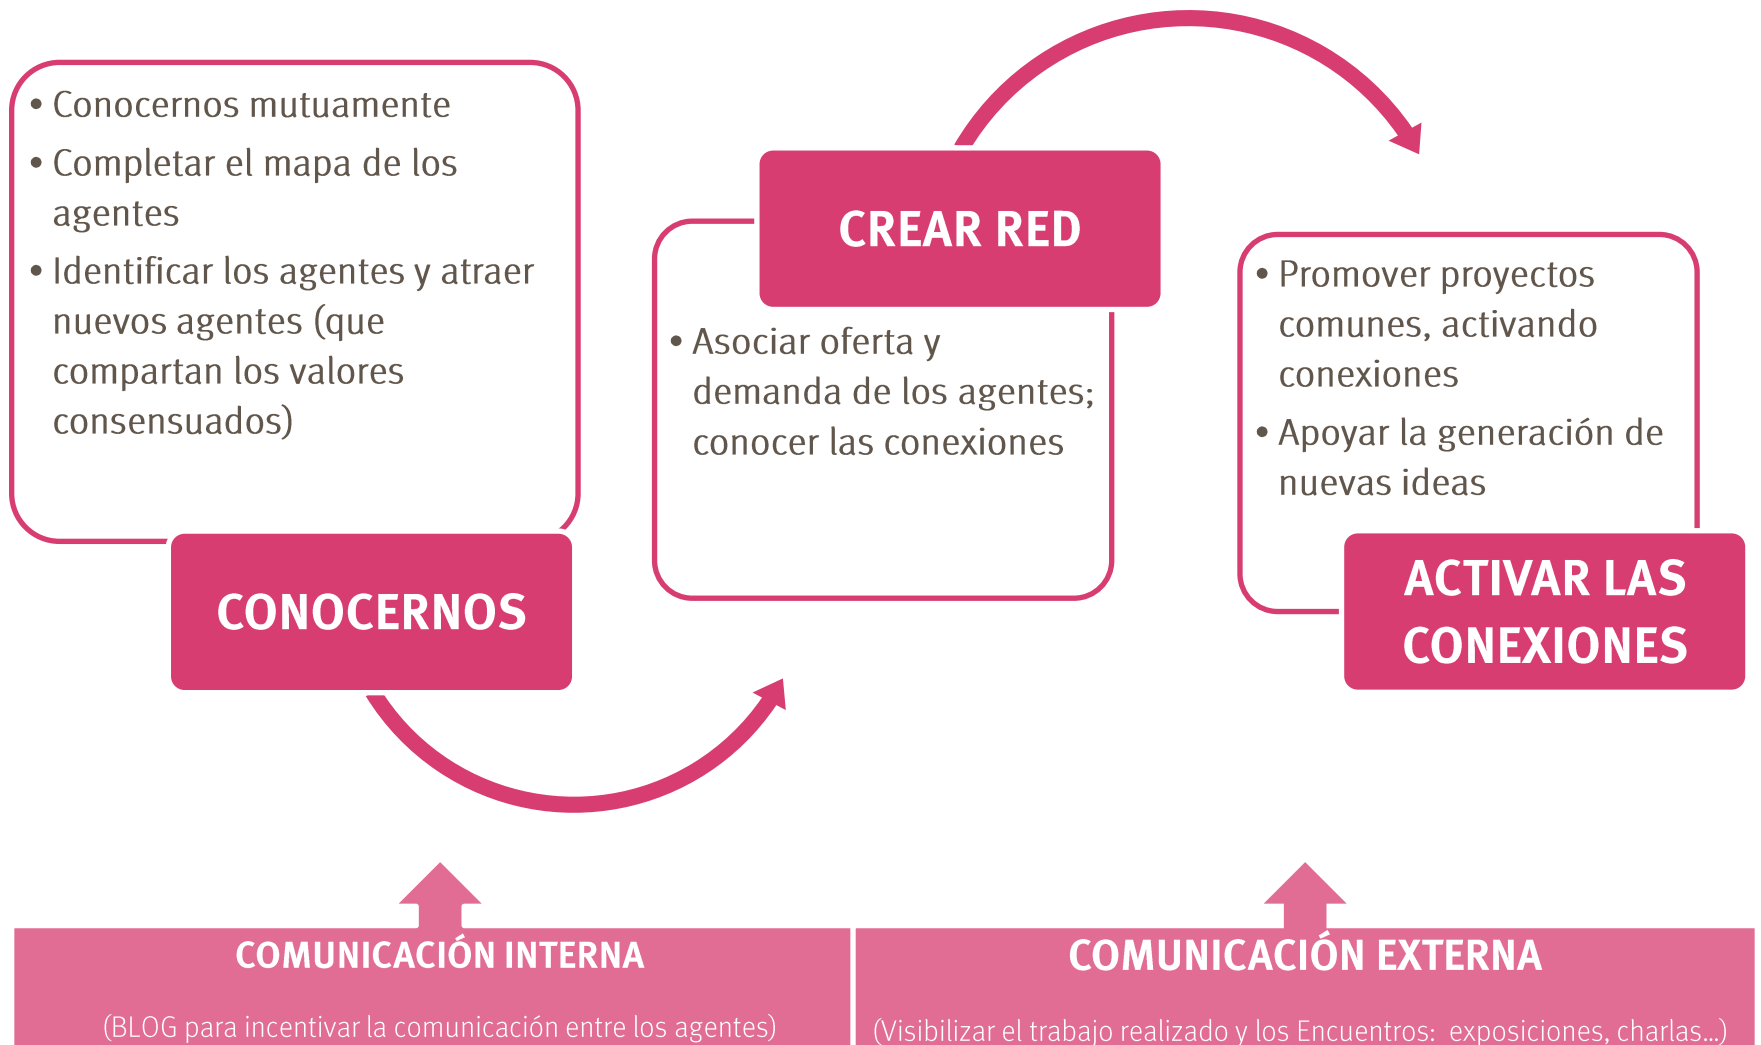 • Conocernos mutuamente
• Completar el mapa de los
agentes
• Identificar los agentes y atraer
nuevos agentes (que
compartan los valores
consensuados)
CONOCERNOS
CREAR RED
• Asociar oferta y
demanda de los agentes;
conocer las conexiones
• Promover proyectos
comunes, activando
conexiones
• Apoyar la generación de
nuevas ideas
ACTIVAR LAS
CONEXIONES
COMUNICACIÓN INTERNA
(BLOG para incentivar la comunicación entre los agentes)
COMUNICACIÓN EXTERNA
(Visibilizar el trabajo realizado y los Encuentros: exposiciones, charlas...)